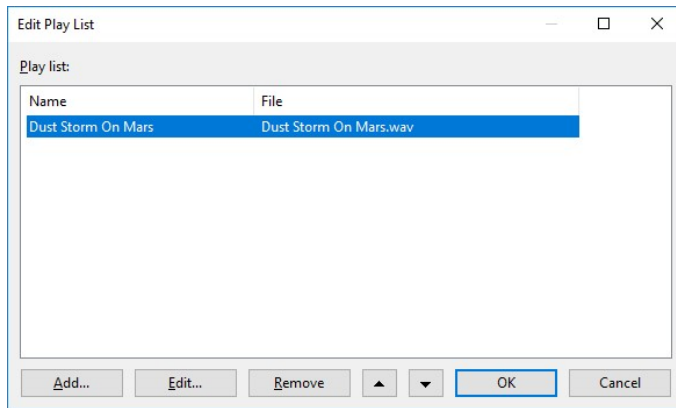 Edit Play List
Play list:
Name File
Dust Storm On Mars Dust Storm On Mars.wav
Add... Edit... Remove OK Cancel